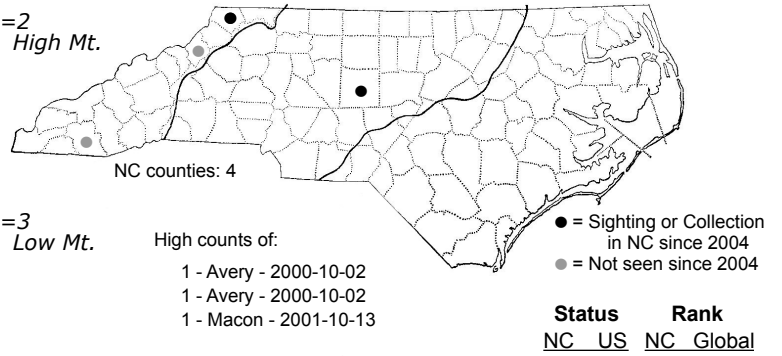 =2
High Mt.
NC counties: 4
=3
Low Mt.
High counts of:
1 - Avery - 2000-10-02
1 - Avery - 2000-10-02
1 - Macon - 2001-10-13
= Sighting or Collection
in NC since 2004
= Not seen since 2004
Status Rank
NC US NC Global